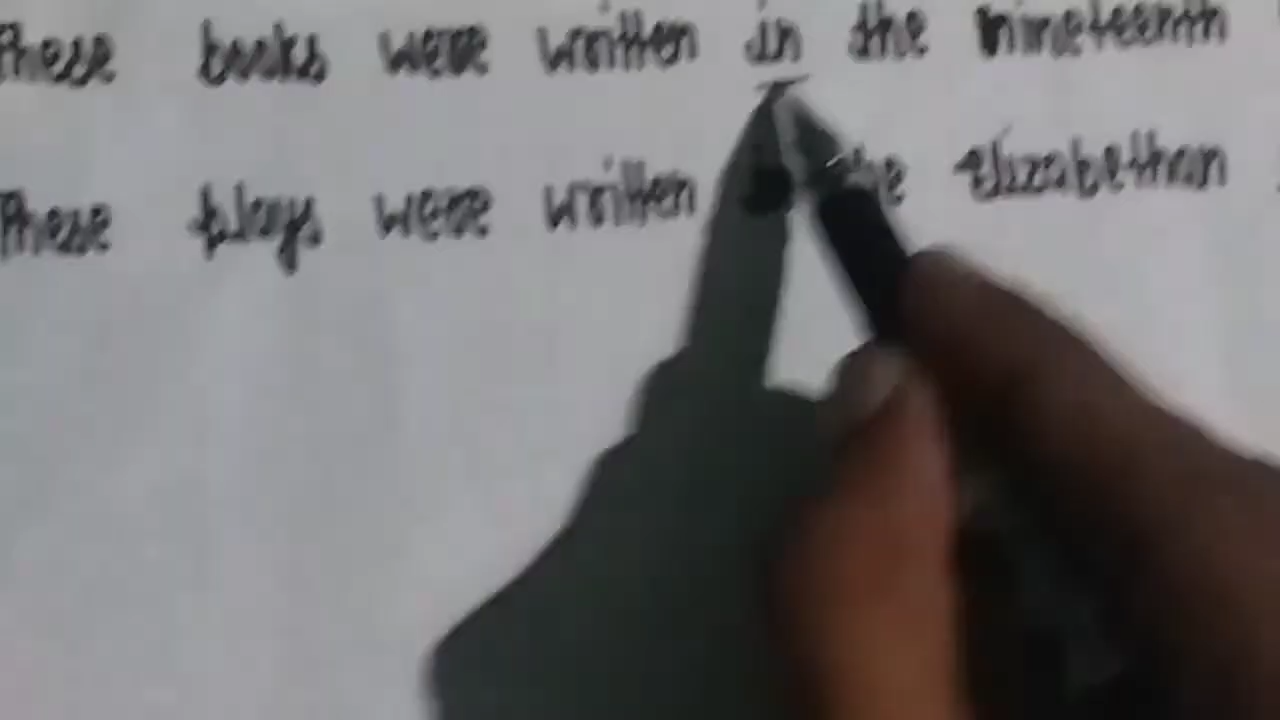 These books were written in the nineteenth
These plays were written the Elizabethan